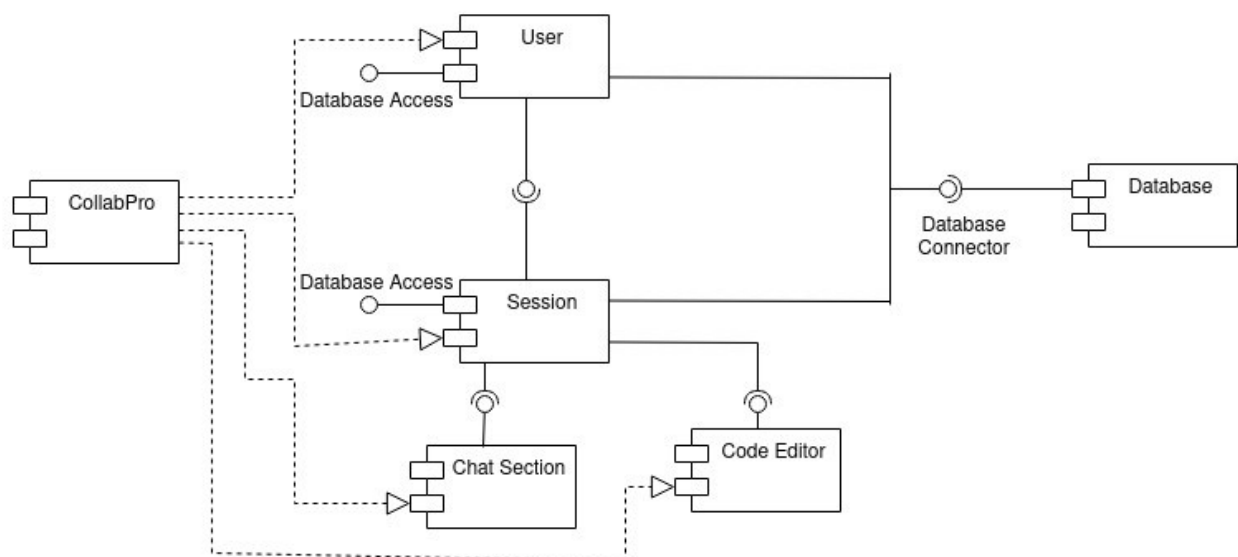 User
Database Access
CollabPro
Database
Database
Connector
Database Access
Session
Chat Section
Code Editor